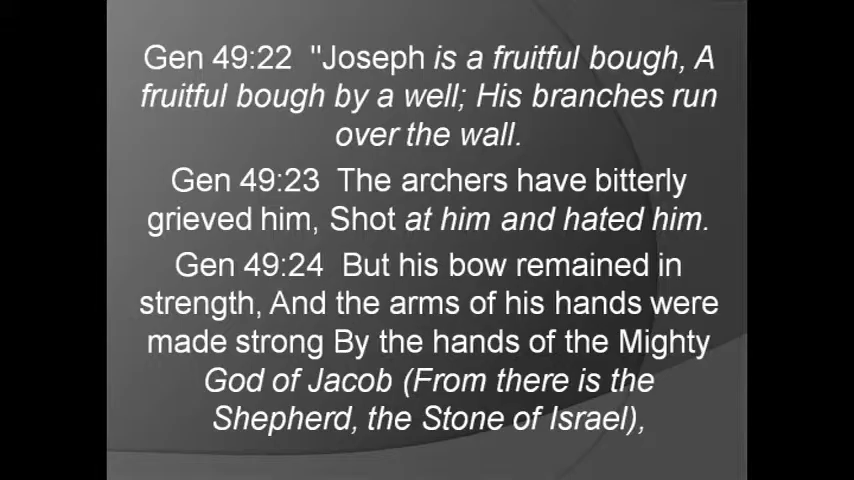 Gen 49:22  "Joseph is a fruitful bough, A
fruitful bough by a well; His branches run
over the wall.
Gen 49:23  The archers have bitterly
grieved him, Shot at him and hated him.
Gen 49:24  But his bow remained in
strength, And the arms of his hands were
made strong By the hands of the Mighty
God of Jacob (From there is the
Shepherd, the Stone of Israel),